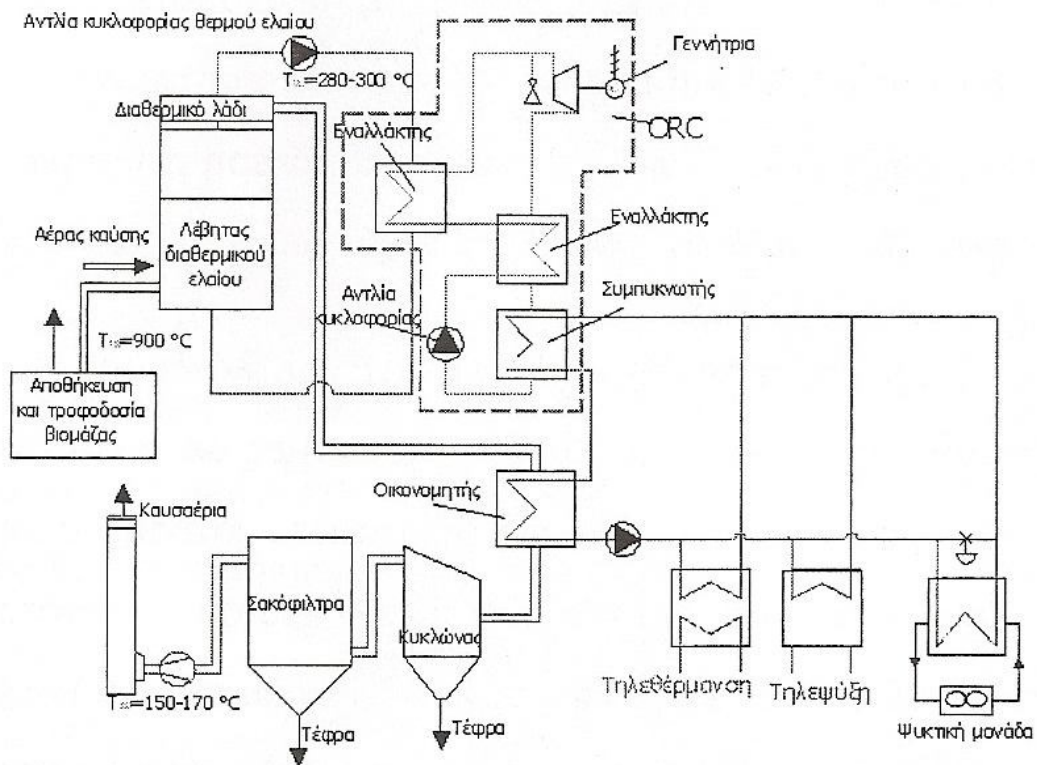 Αντλία κυκλοφορίας θερμού ελαίου
Γεννήτρια
=280-300 °C
Διαθερμικό λάδι
Εναλλάκτης
ORC
Αέρας καύσης
Λέβητας
διαθερμικού
ελαίου
Εναλλάκτης
Αντλία
κυκλοφορίας
Συμπυκνωτής
=900 °C
Αποθήκευση
και τροφοδοσία
βιομάζας
Οικονομητής
Καυσαέρια
Σακόφιλτρα
Κυκλώνας
Τηλεθέρμανση
Τηλεψύξη
=150-170 °C
Τέφρα
Τέφρα
Ψυκτική μονάδα